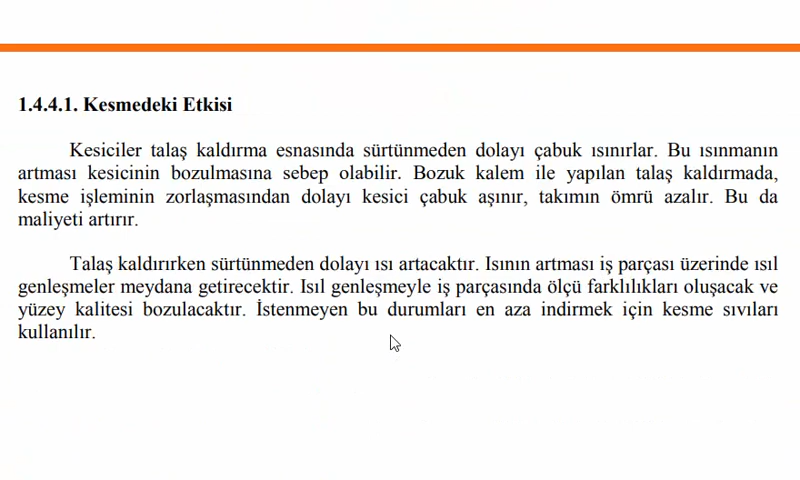 1.4.4.1. Kesmedeki Etkisi
Kesiciler talaş kaldırma esnasında sürtünmeden dolayı çabuk ısınırlar. Bu ısınmanın
artması kesicinin bozulmasına sebep olabilir. Bozuk kalem ile yapılan talaş kaldırmada,
kesme işleminin zorlaşmasından dolayı kesici çabuk aşınır, takımın ömrü azalır. Bu da
maliyeti artırır.
Talaş kaldırırken sürtünmeden dolayı ısı artacaktır. Isının artması iş parçası üzerinde ısıl
genleşmeler meydana getirecektir. Isıl genleşmeyle iş parçasında ölçü farklılıkları oluşacak ve
yüzey kalitesi bozulacaktır. İstenmeyen bu durumları en aza indirmek için kesme sıvıları
kullanılır.